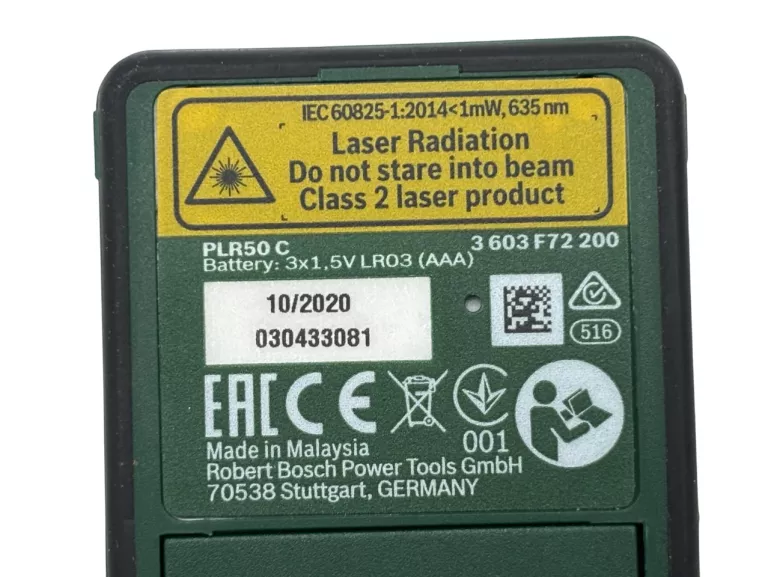 IEC 60825-1:2014<1mW, 635 nm
Laser Radiation
Do not stare into beam
Class 2 laser product
PLR50 C 3 603 F72 200
Battery: 3x1,5V LR03 (AAA)
10/2020
030433081
516
EAC CE
001
Made in Malaysia
Robert Bosch Power Tools GmbH
70538 Stuttgart, GERMANY